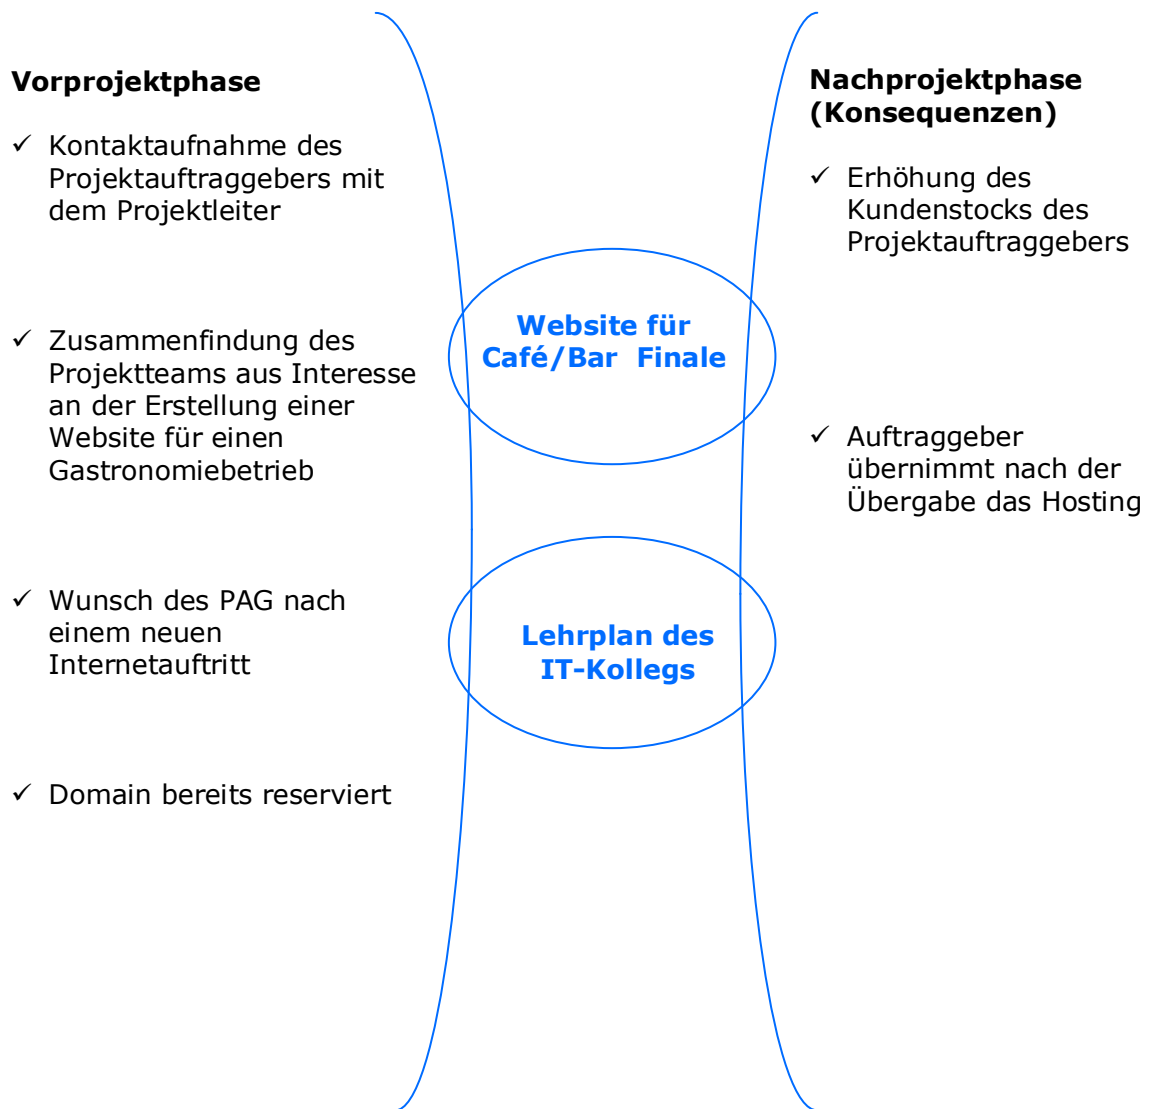 Vorprojektphase
✓ Kontaktaufnahme des
Projektauftraggebers mit
dem Projektleiter
✓ Zusammenfindung des
Projektteams aus Interesse
an der Erstellung einer
Website für einen
Gastronomiebetrieb
✓ Wunsch des PAG nach
einem neuen
Internetauftritt
✓ Domain bereits reserviert
Website für
Café/Bar Finale
Lehrplan des
IT-Kollegs
Nachprojektphase
(Konsequenzen)
✓ Erhöhung des
Kundenstocks des
Projektauftraggebers
✓ Auftraggeber
übernimmt nach der
Übergabe das Hosting